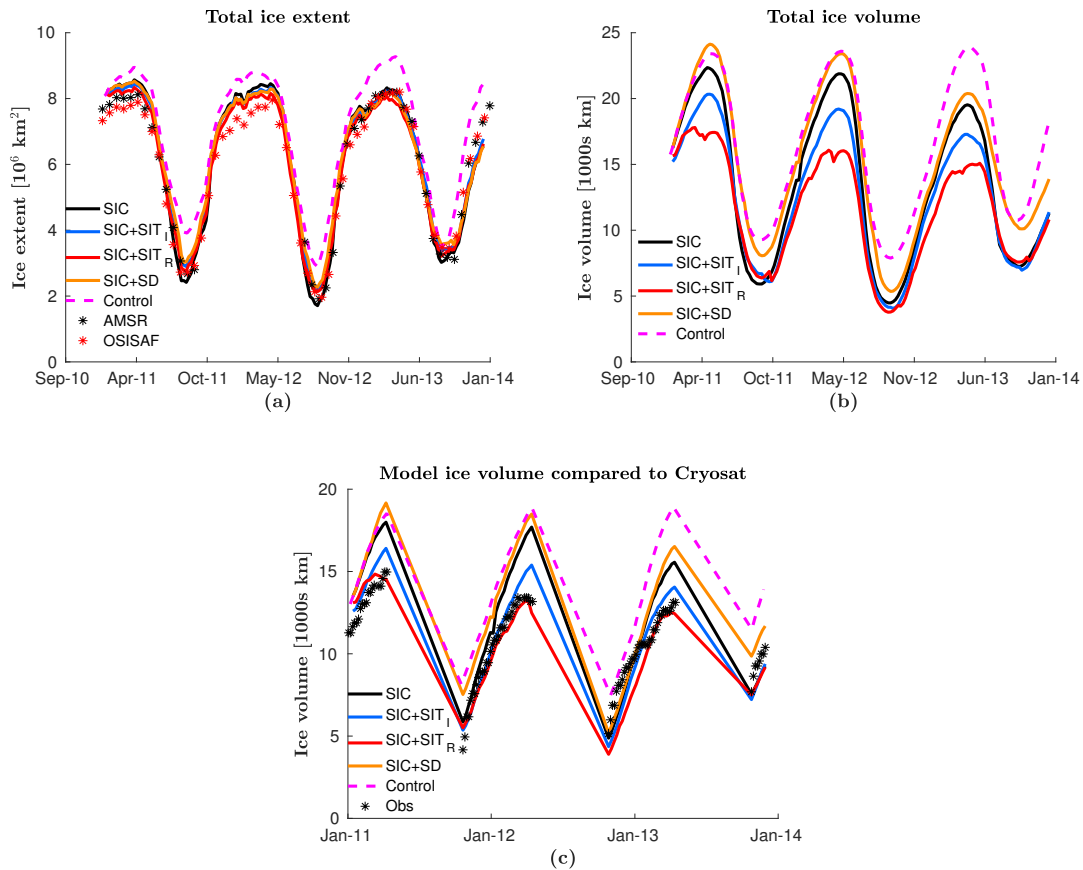 Total ice extent
Ice extent [10^6 km^2]
10
8
6
4
2
0
SIC
SIC+SIT_I
SIC+SIT_R
SIC+SD
Control
AMSR
OSISAF
Sep-10 Apr-11 Oct-11 May-12 Nov-12 Jun-13 Jan-14
(a)
Total ice volume
Ice volume [1000s km]
25
20
15
10
5
0
SIC
SIC+SIT_I
SIC+SIT_R
SIC+SD
Control
Sep-10 Apr-11 Oct-11 May-12 Nov-12 Jun-13 Jan-14
(b)
Model ice volume compared to Cryosat
Ice volume [1000s km]
20
15
10
5
0
SIC
SIC+SIT_I
SIC+SIT_R
SIC+SD
Control
Obs
Jan-11 Jan-12 Jan-13 Jan-14
(c)